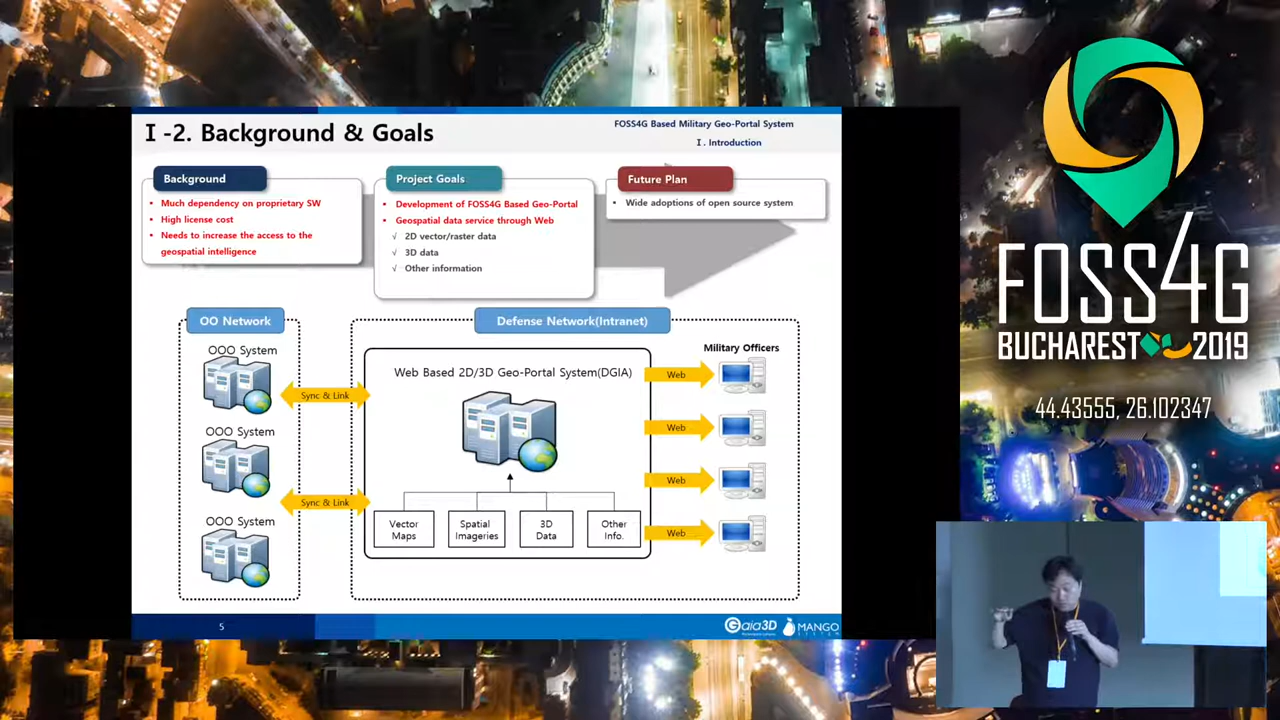 I -2. Background & Goals
FOSS4G Based Military Geo-Portal System
I . Introduction
Background
• Much dependency on proprietary SW
• High license cost
• Needs to increase the access to the
geospatial intelligence
Project Goals
• Development of FOSS4G Based Geo-Portal
• Geospatial data service through Web
√ 2D vector/raster data
√ 3D data
√ Other information
Future Plan
• Wide adoptions of open source system
OO Network
OOO System
OOO System
OOO System
Sync & Link
Sync & Link
Defense Network(Intranet)
Web Based 2D/3D Geo-Portal System(DGIA)
Vector
Maps
Spatial
Imageries
3D
Data
Other
Info.
Military Officers
Web
Web
Web
Web
5
Gaia3D
MANGO
SYSTEM
FOSS4G
BUCHAREST 2019
44.43555, 26.102347